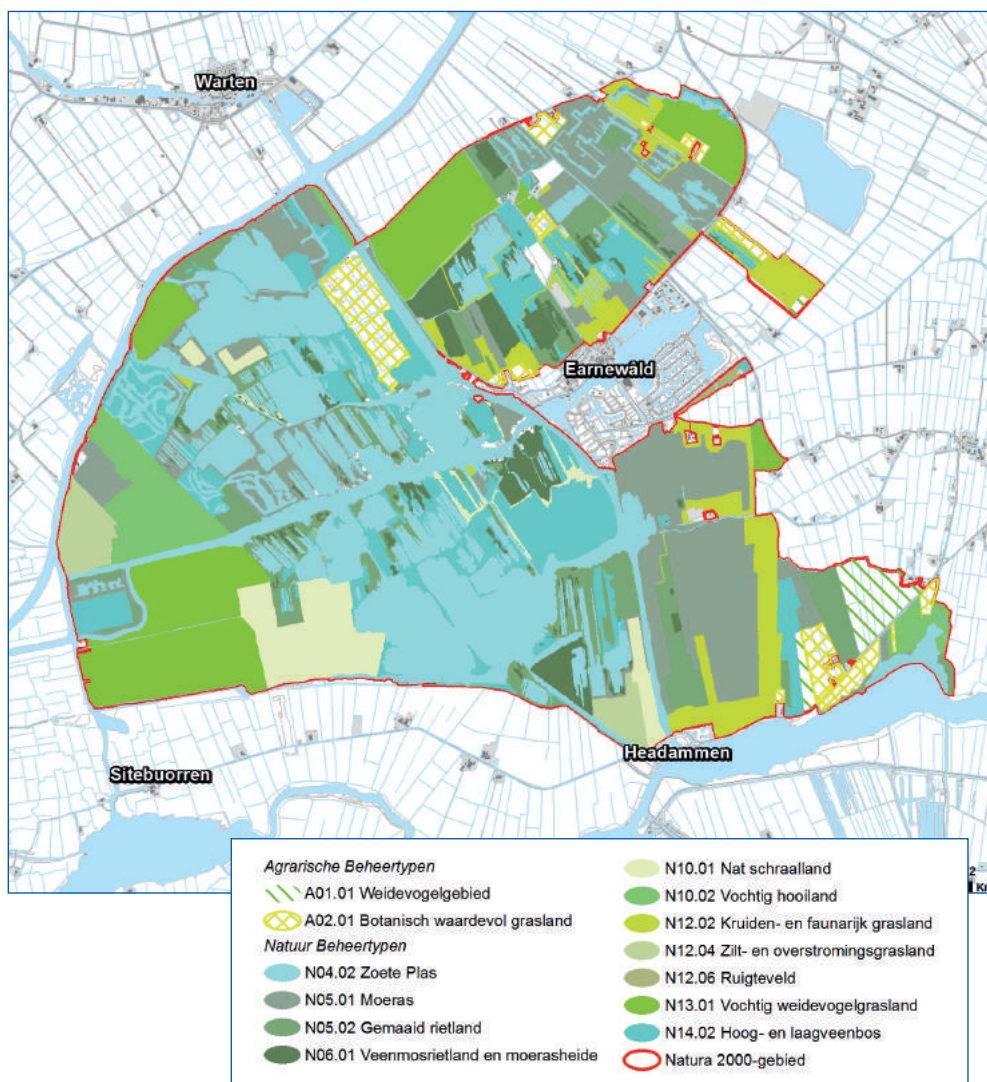 Warten
Earnewâld
Headammen
Sitebuorren
2
Agrarische Beheertypen
A01.01 Weidevogelgebied
A02.01 Botanisch waardevol grasland
Natuur Beheertypen
N04.02 Zoete Plas
N05.01 Moeras
N05.02 Gemaaid rietland
N06.01 Veenmosrietland en moerasheide
N10.01 Nat schraalland
N10.02 Vochtig hooiland
N12.02 Kruiden- en faunarijk grasland
N12.04 Zilt- en overstromingsgrasland
N12.06 Ruigteveld
N13.01 Vochtig weidevogelgrasland
N14.02 Hoog- en laagveenbos
Natura 2000-gebied